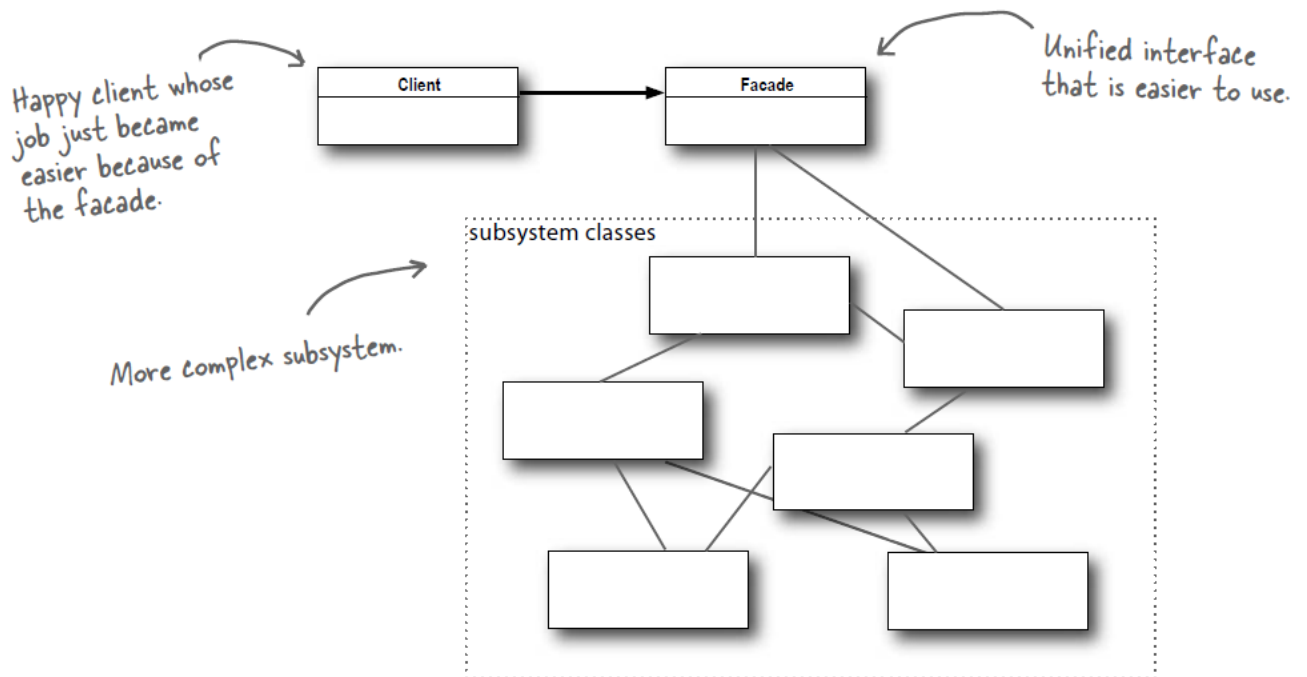 Client
Facade
Happy client whose
job just became
easier because of
the facade.
Unified interface
that is easier to use.
subsystem classes
More complex subsystem.